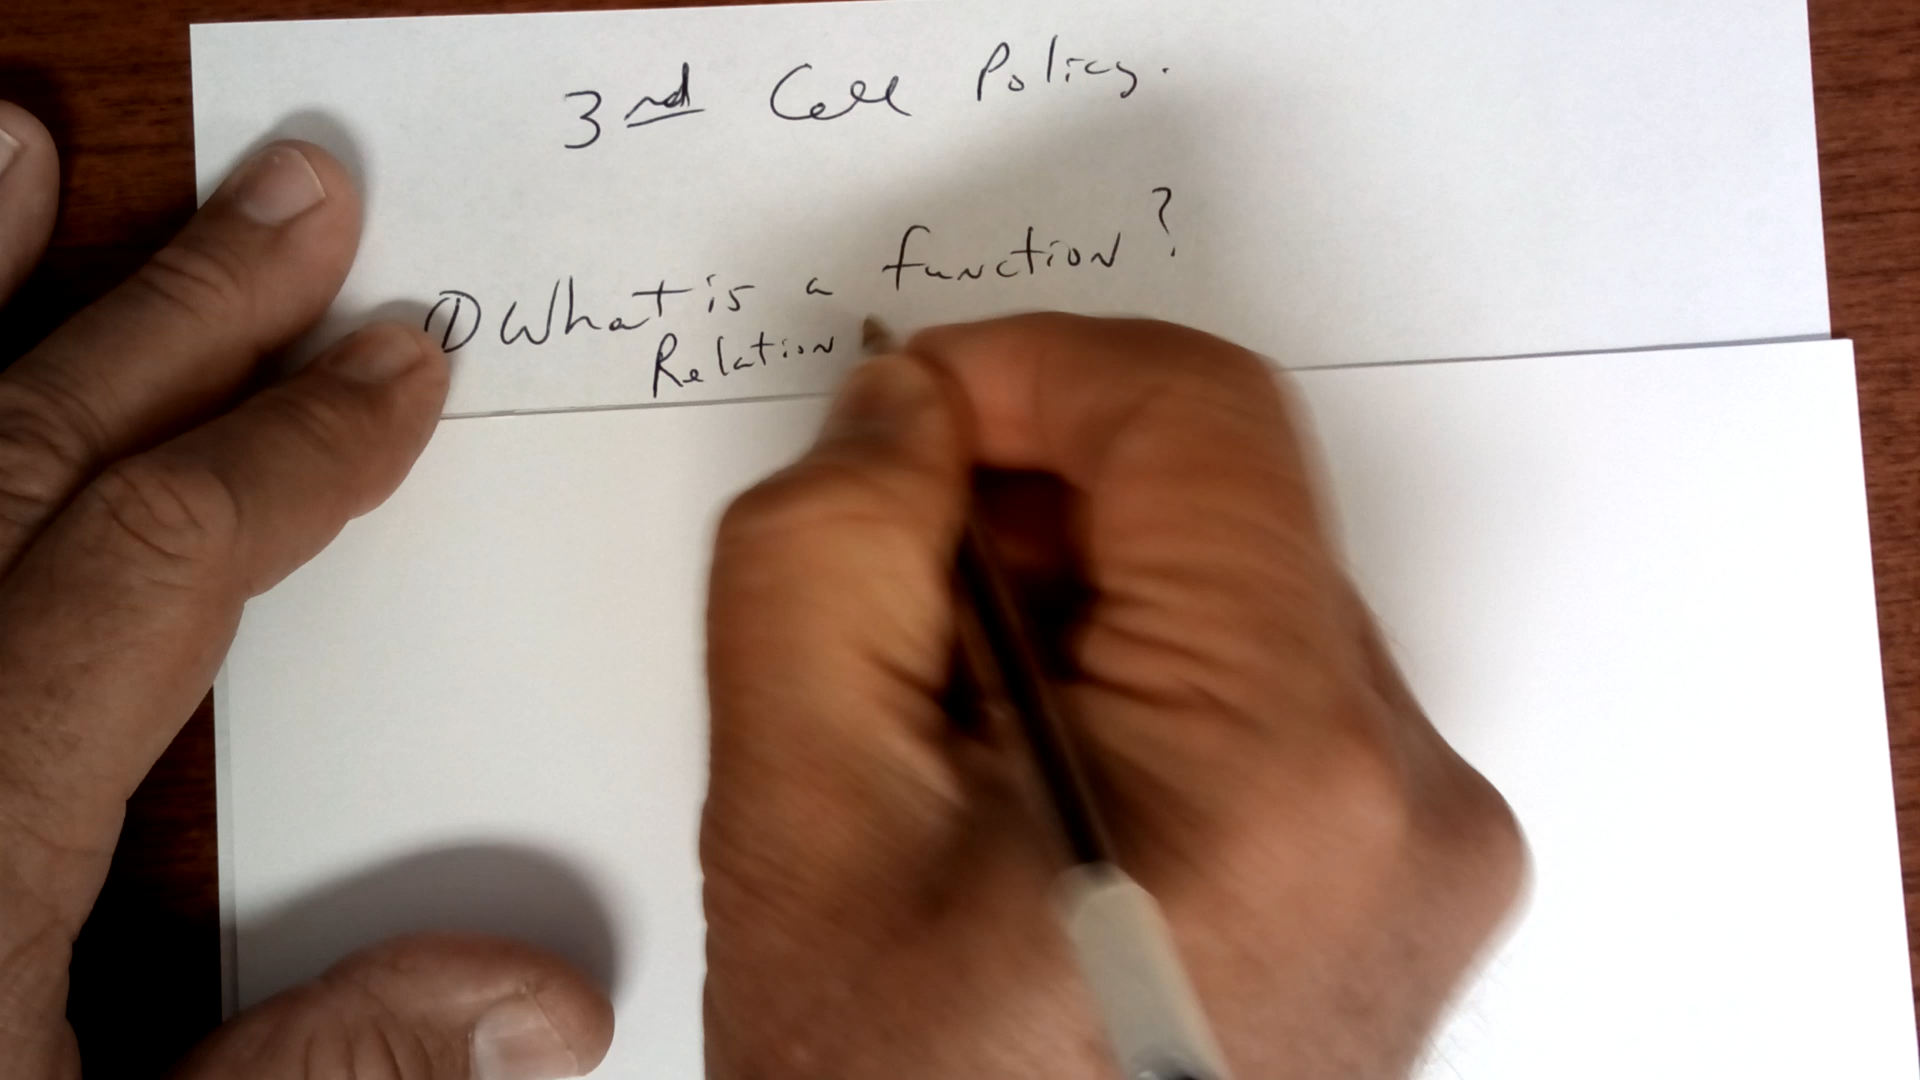 3rd Cell Policy.
① What is a function?
Relation